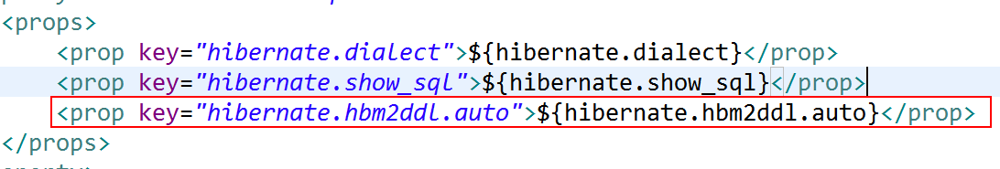 <props>
<prop key="hibernate.dialect">${hibernate.dialect}</prop>
<prop key="hibernate.show_sql">${hibernate.show_sql}</prop>
<prop key="hibernate.hbm2ddl.auto">${hibernate.hbm2ddl.auto}</prop>
</props>